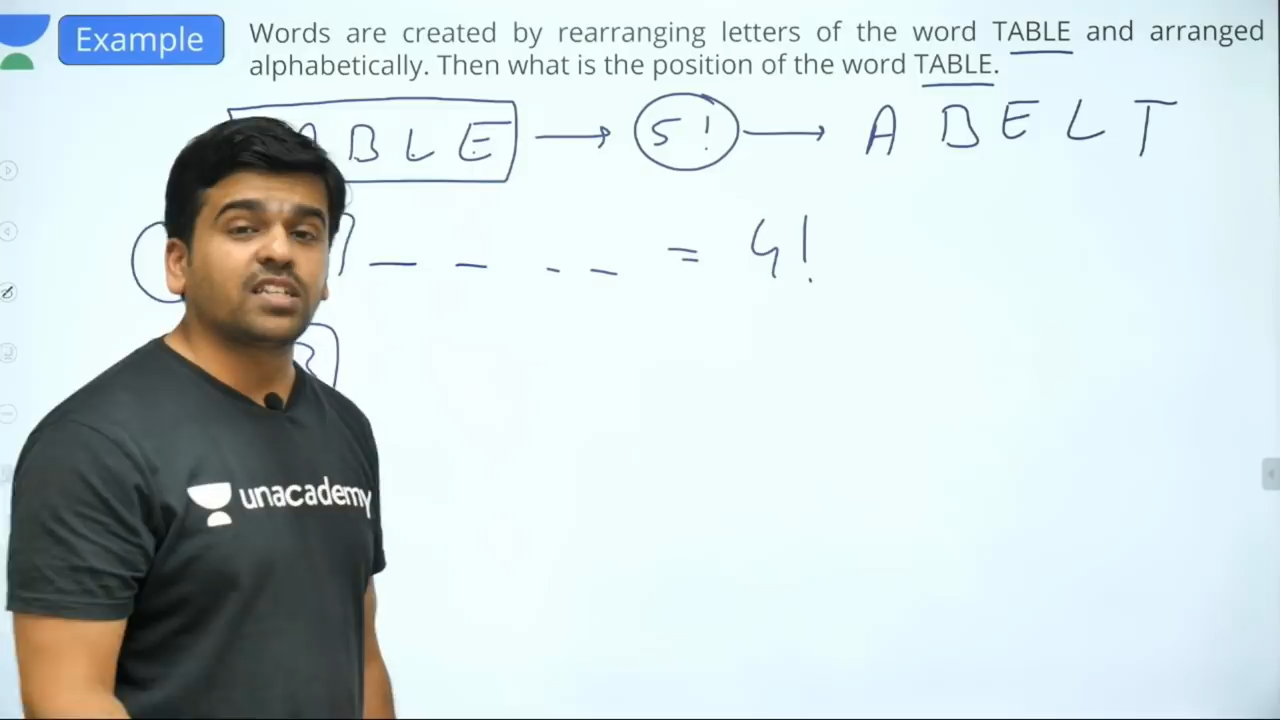 Example
Words are created by rearranging letters of the word TABLE and arranged
alphabetically. Then what is the position of the word TABLE.
A B L E → 5! → A B E L T
_ _ _ _ = 4!
B
unacademy